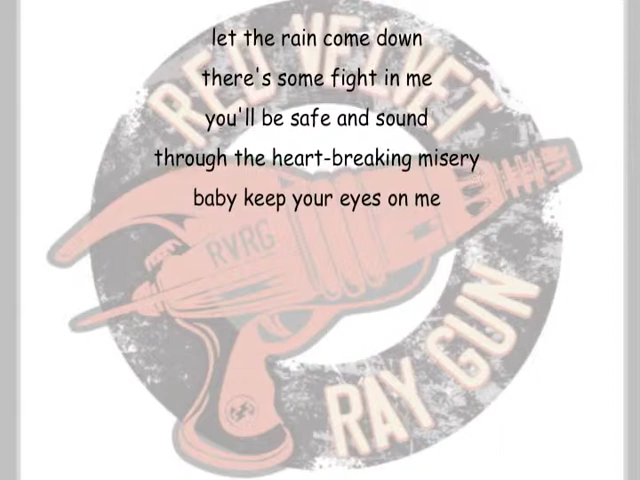 let the rain come down
there's some fight in me
you'll be safe and sound
through the heart-breaking misery
baby keep your eyes on me
RED VELVET
RVRG
RAY GUN